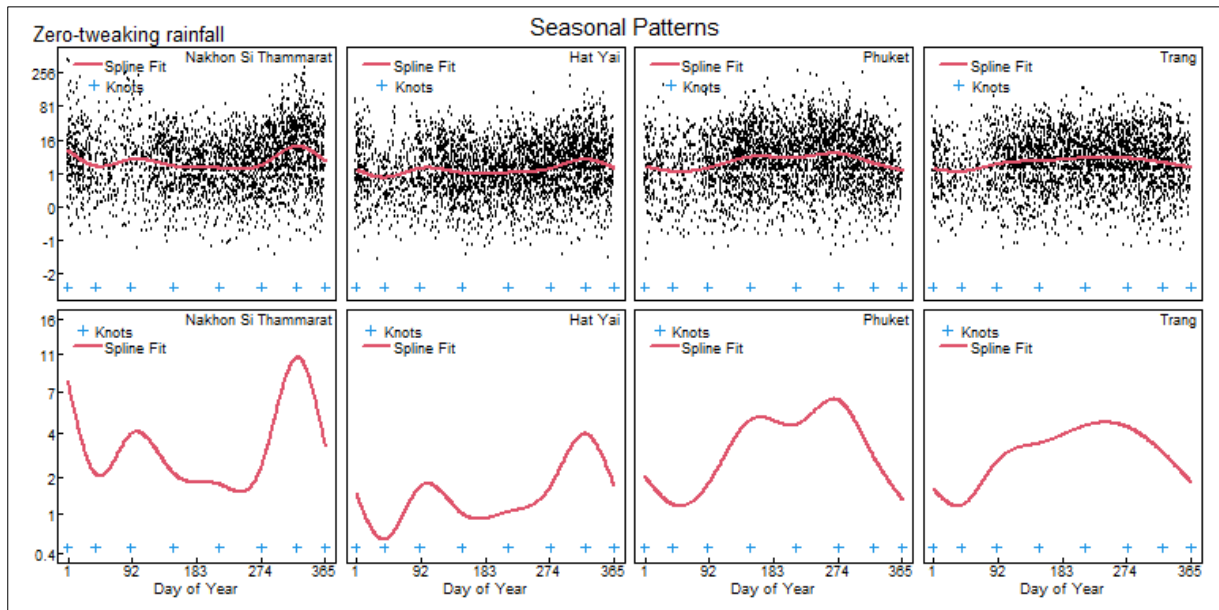 Seasonal Patterns
Zero-tweaking rainfall
Nakhon Si Thammarat
Spline Fit
Knots
Hat Yai
Spline Fit
Knots
Phuket
Spline Fit
Knots
Trang
Spline Fit
Knots
256
81
16
1
0
-1
-2
Nakhon Si Thammarat
Knots
Spline Fit
Hat Yai
Knots
Spline Fit
Phuket
Knots
Spline Fit
Trang
Knots
Spline Fit
16
11
7
4
2
1
0.4
1 92 183 274 365
1 92 183 274 365
1 92 183 274 365
1 92 183 274 365
Day of Year
Day of Year
Day of Year
Day of Year